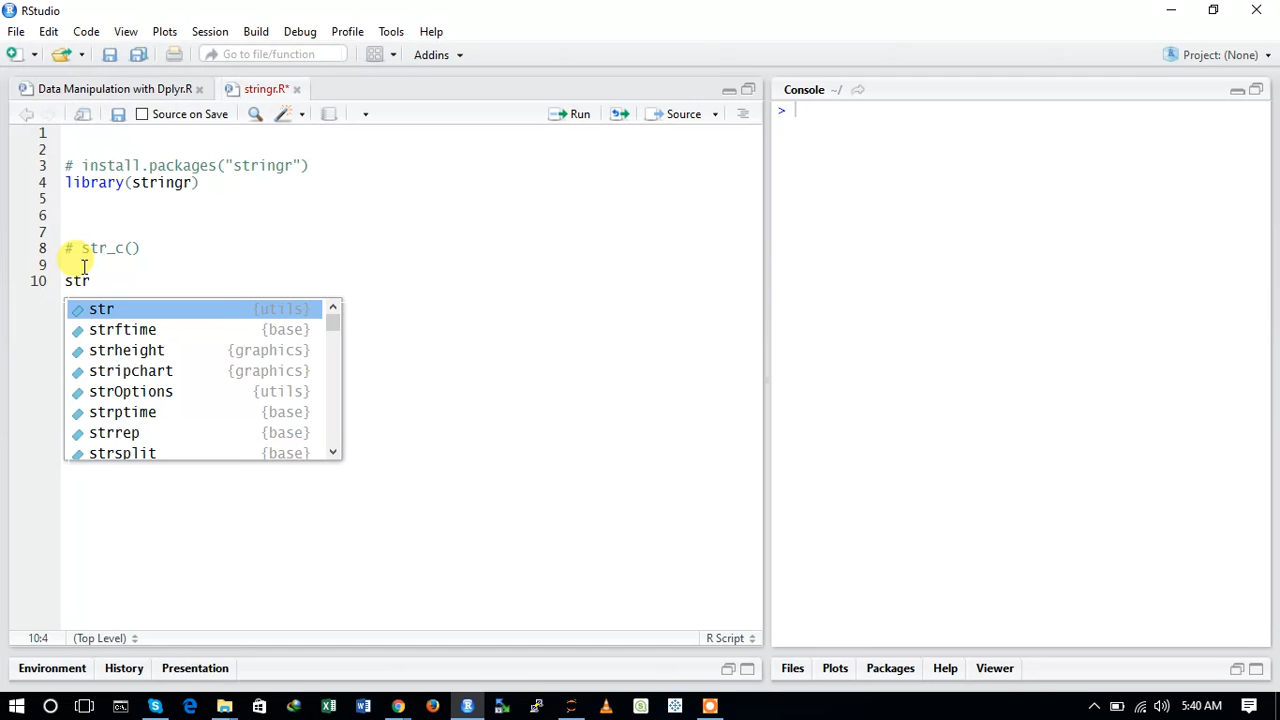 RStudio
File Edit Code View Plots Session Build Debug Profile Tools Help
Go to file/function Addins Project: (None)
Data Manipulation with Dplyr.R stringr.R*
Source on Save Run Source
1
2
3 # install.packages("stringr")
4 library(stringr)
5
6
7
8 # str_c()
9
10 str
str {utils}
strftime {base}
strheight {graphics}
stripchart {graphics}
strOptions {utils}
strptime {base}
strrep {base}
strsplit {base}
10:4 (Top Level) R Script
Environment History Presentation
Console ~/
>
Files Plots Packages Help Viewer
5:40 AM